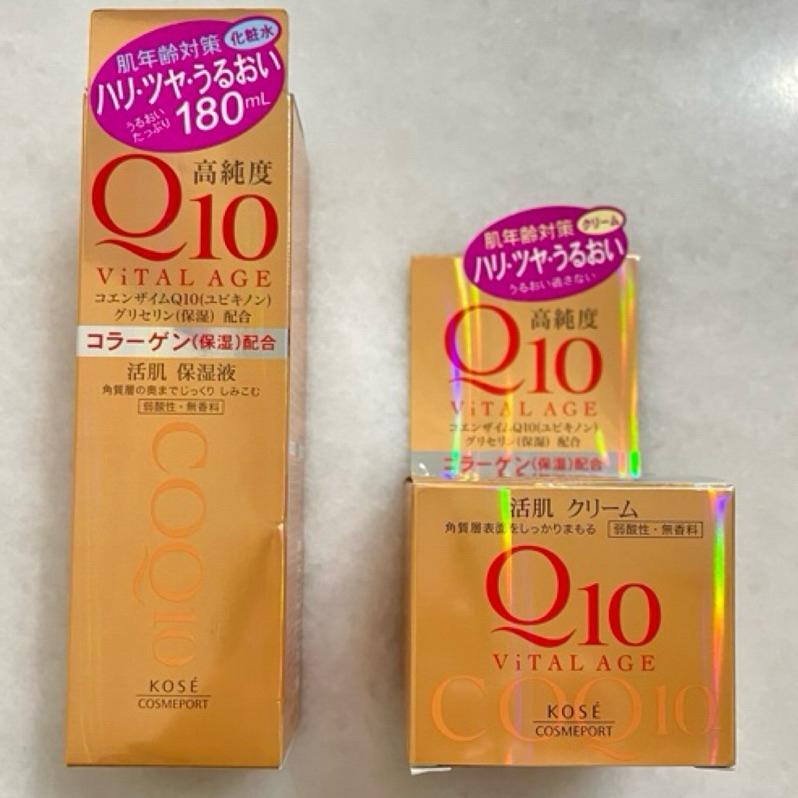 肌年齢対策 化粧水
ハリ・ツヤ・うるおい
うるおい
たっぷり 180mL
高純度
Q10
ViTAL AGE
コエンザイムQ10(ユビキノン)
グリセリン(保湿) 配合
コラーゲン(保湿)配合
活肌 保湿液
角質層の奥までじっくり しみこむ
弱酸性・無香料
COQ10
KOSÉ
COSMEPORT
肌年齢対策 クリーム
ハリ・ツヤ・うるおい
うるおい逃さない
高純度
Q10
ViTAL AGE
コエンザイムQ10(ユビキノン)
グリセリン(保湿) 配合
コラーゲン(保湿)配合
活肌 クリーム
角質層表面をしっかりまもる 弱酸性・無香料
Q10
ViTAL AGE
COQ10
KOSÉ
COSMEPORT